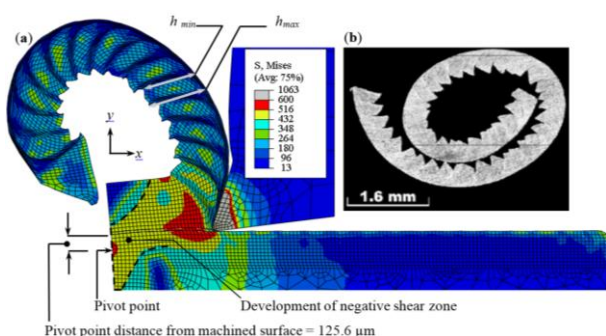 h min
h max
(a)
(b)
S, Mises
(Avg: 75%)
1063
600
516
432
348
264
180
96
13
y
x
1.6 mm
Pivot point
Development of negative shear zone
Pivot point distance from machined surface = 125.6 µm